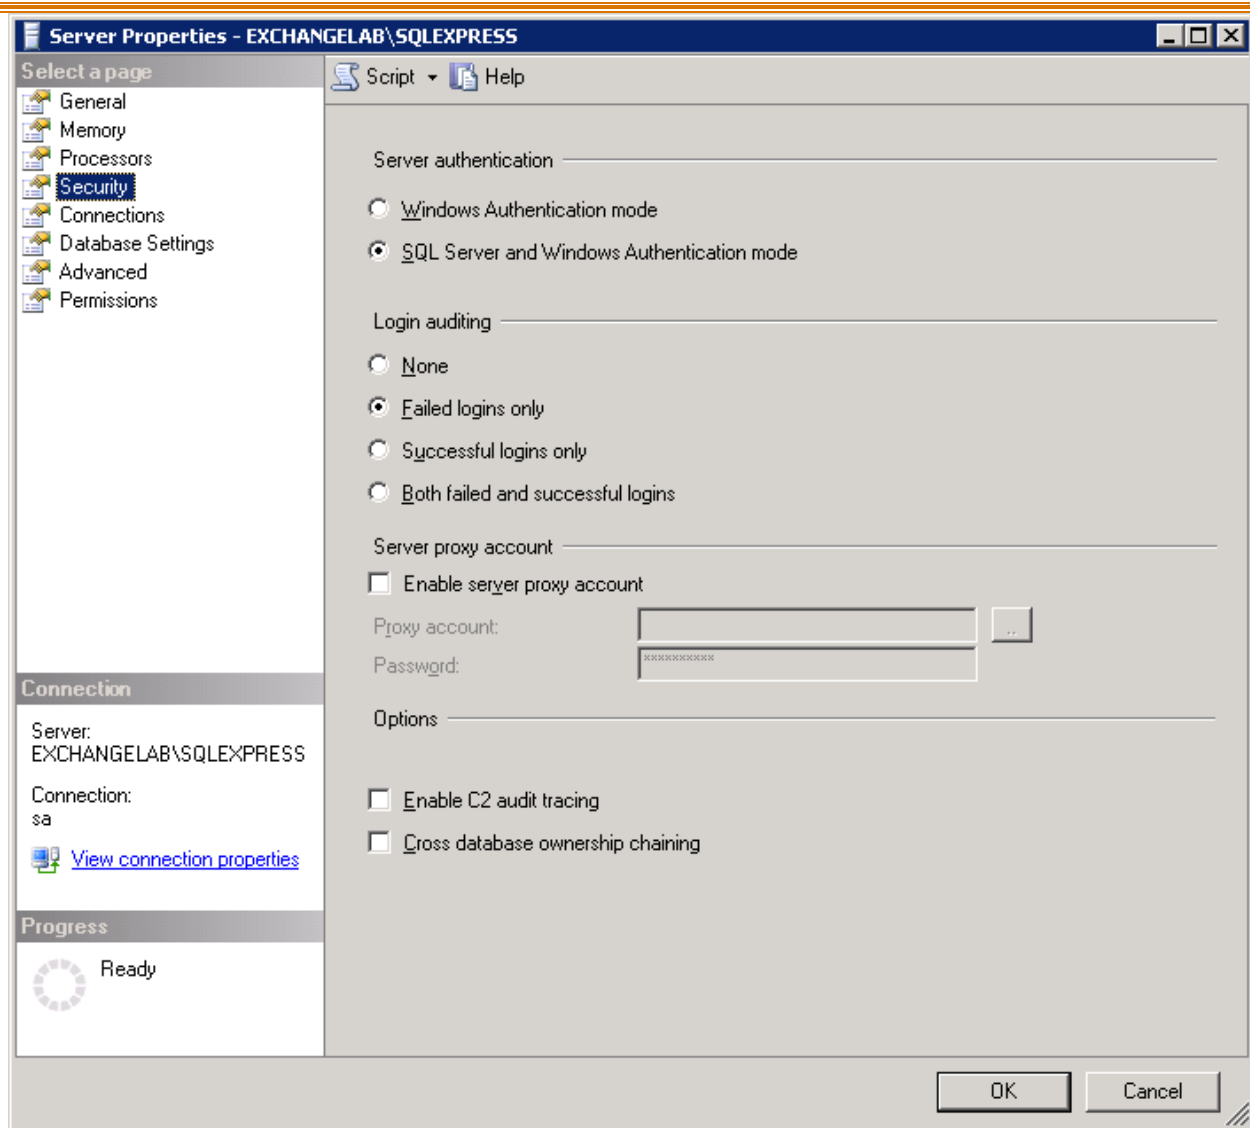 Server Properties - EXCHANGELAB\SQLEXPRESS
Select a page
General
Memory
Processors
Security
Connections
Database Settings
Advanced
Permissions
Connection
Server:
EXCHANGELAB\SQLEXPRESS
Connection:
sa
View connection properties
Progress
Ready
Script
Help
Server authentication
Windows Authentication mode
SQL Server and Windows Authentication mode
Login auditing
None
Failed logins only
Successful logins only
Both failed and successful logins
Server proxy account
Enable server proxy account
Proxy account:
..
Password: **********
Options
Enable C2 audit tracing
Cross database ownership chaining
OK
Cancel